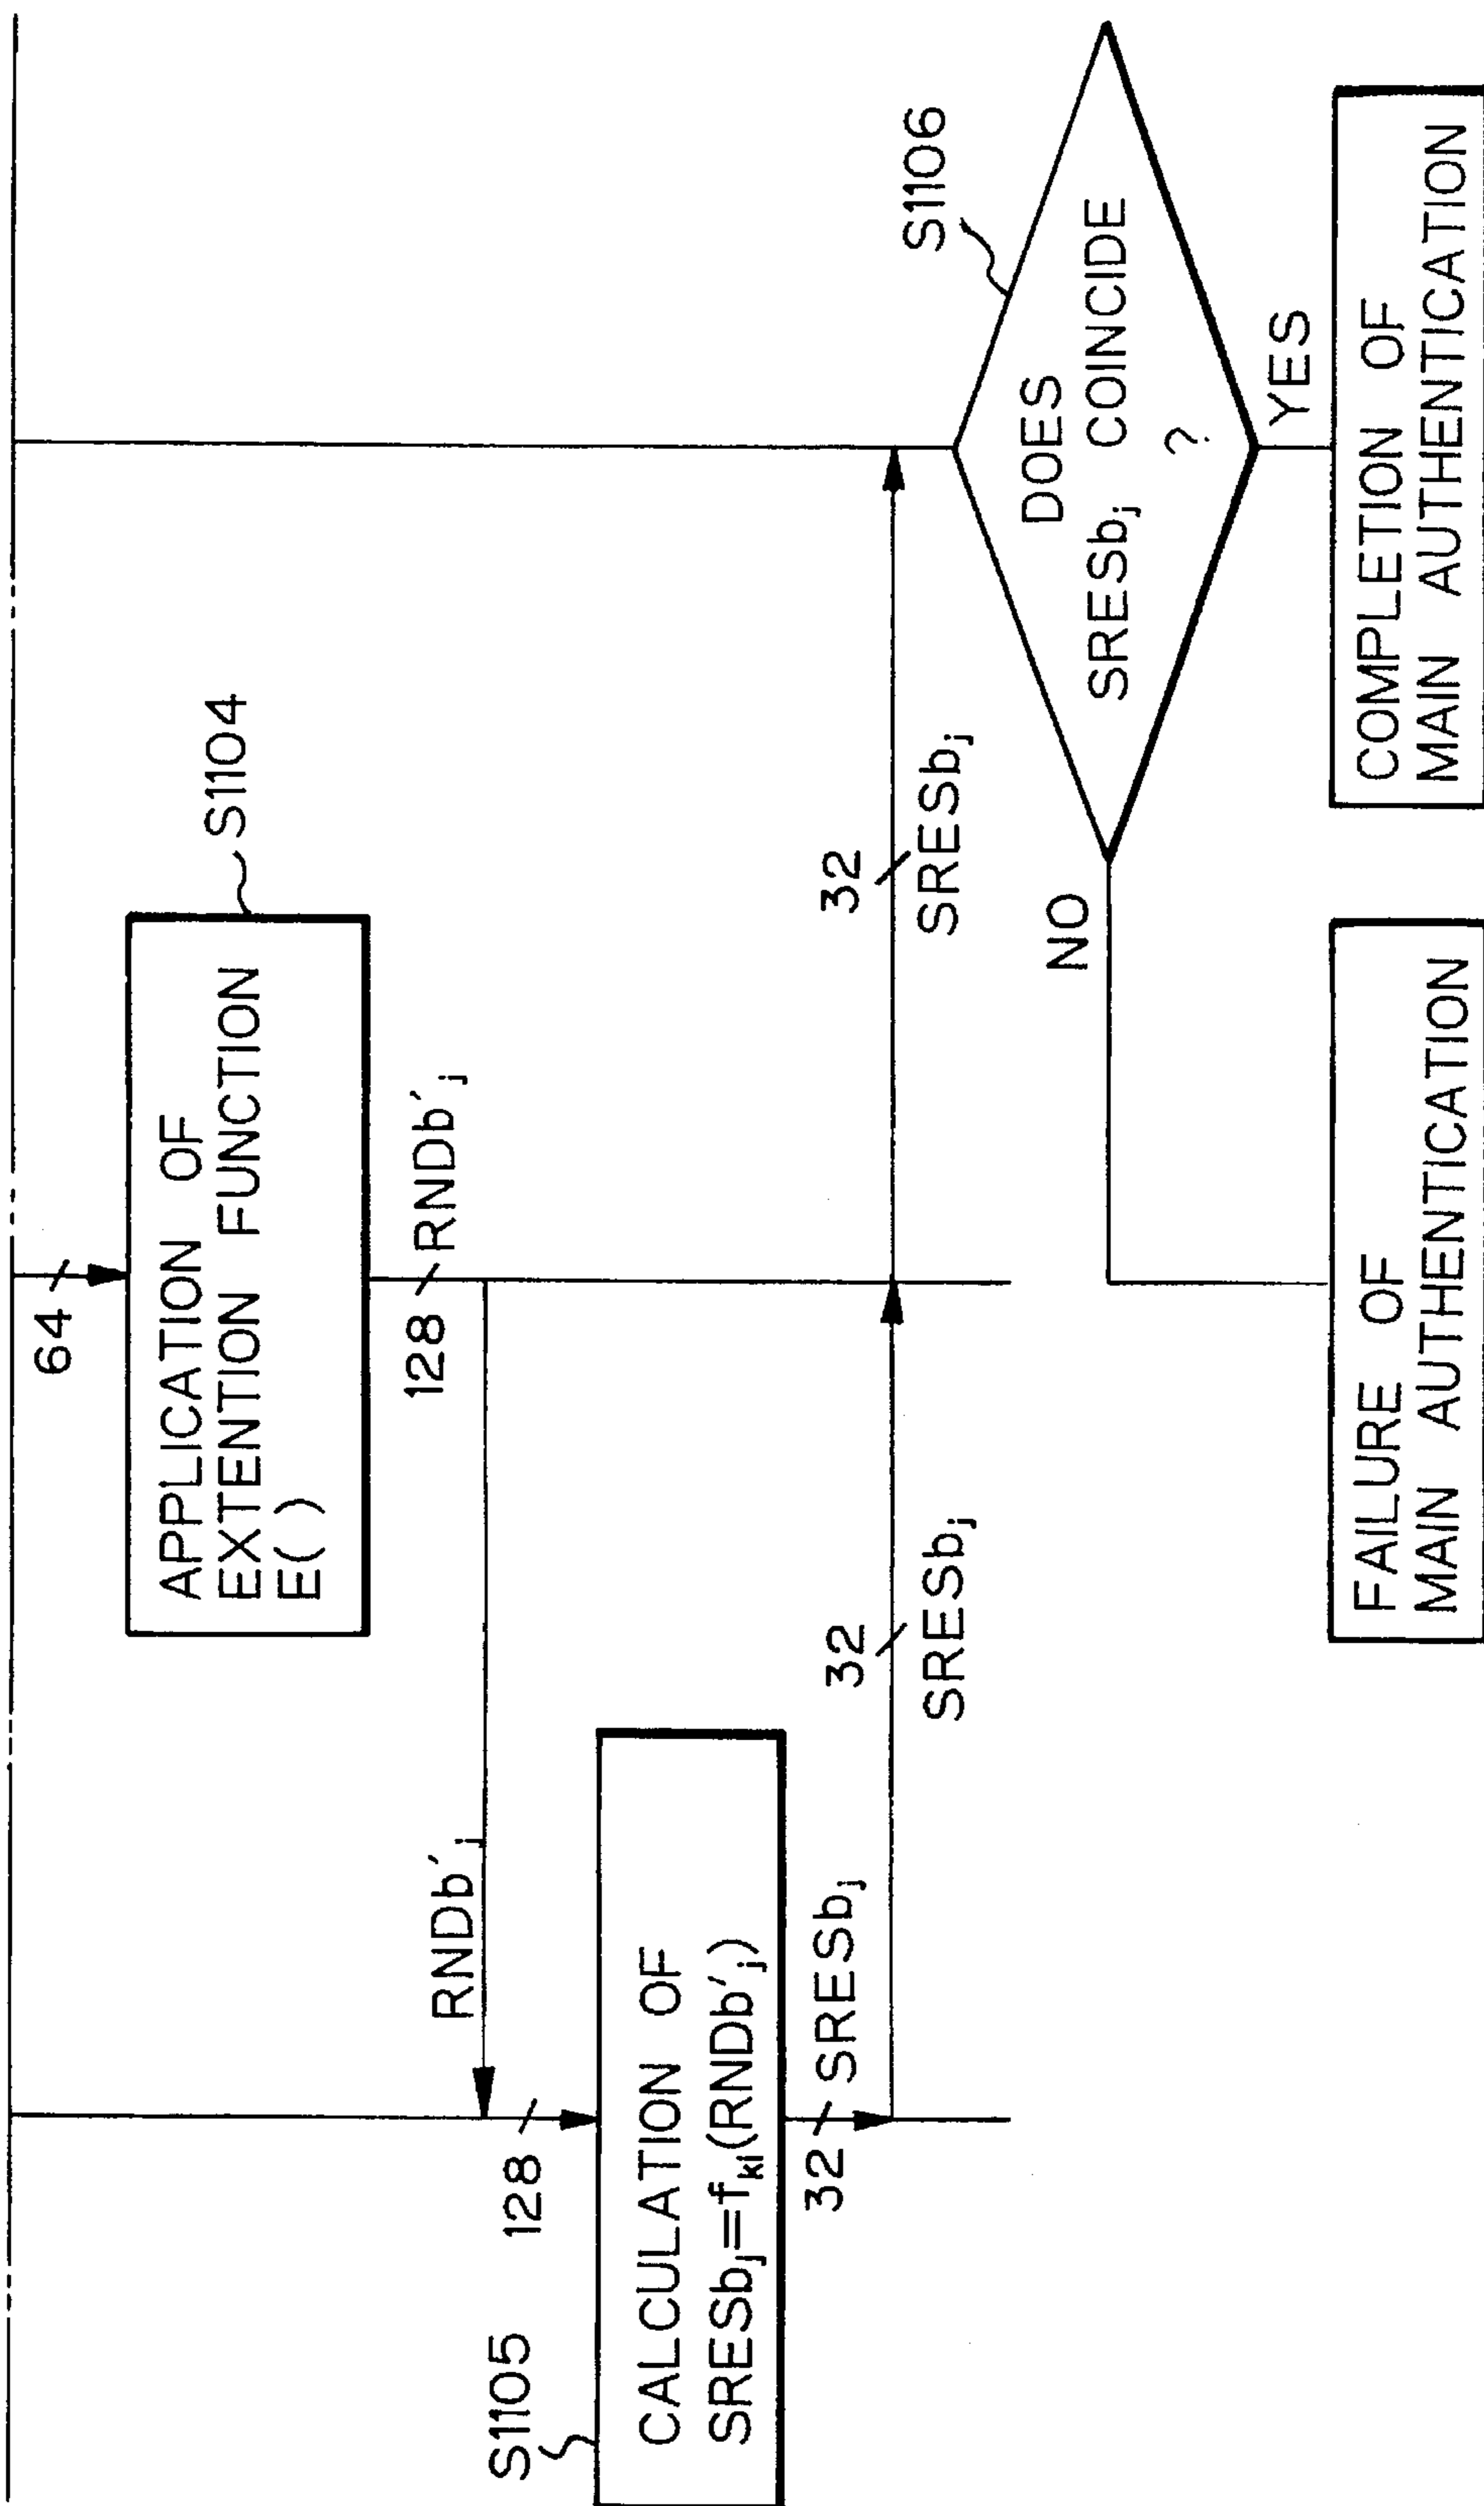 64
APPLICATION OF
EXTENTION FUNCTION
E( )
S1104
128
RNDb'j
RNDb'j
128
S1105
CALCULATION OF
SRESbj=fki(RNDb'j)
32
SRESbj
32
SRESbj
32
SRESbj
S1106
DOES
SRESbj COINCIDE
?
NO
YES
FAILURE OF
MAIN AUTHENTICATION
COMPLETION OF
MAIN AUTHENTICATION